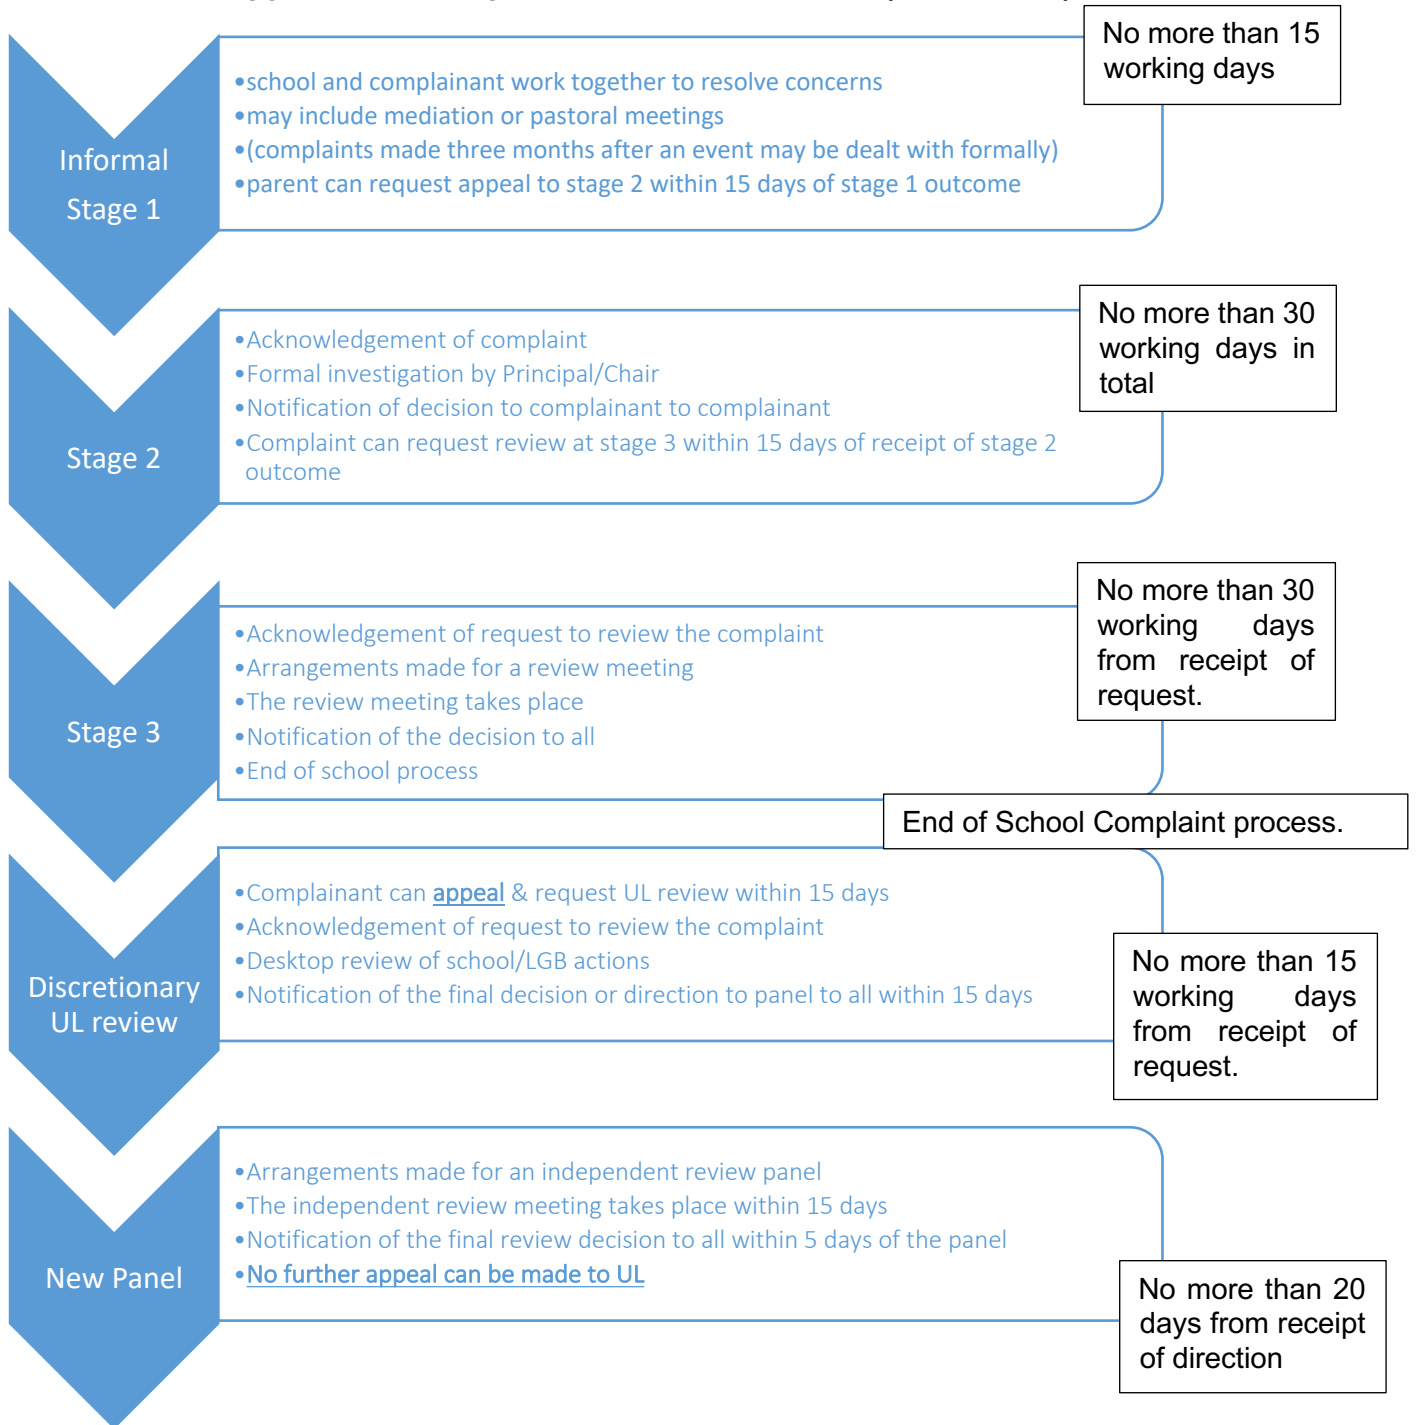 No more than 15
working days
Informal
Stage 1
•school and complainant work together to resolve concerns
•may include mediation or pastoral meetings
•(complaints made three months after an event may be dealt with formally)
•parent can request appeal to stage 2 within 15 days of stage 1 outcome
No more than 30
working days in
total
Stage 2
•Acknowledgement of complaint
•Formal investigation by Principal/Chair
•Notification of decision to complainant to complainant
•Complaint can request review at stage 3 within 15 days of receipt of stage 2
outcome
No more than 30
working days
from receipt of
request.
Stage 3
•Acknowledgement of request to review the complaint
•Arrangements made for a review meeting
•The review meeting takes place
•Notification of the decision to all
•End of school process
End of School Complaint process.
Discretionary
UL review
•Complainant can appeal & request UL review within 15 days
•Acknowledgement of request to review the complaint
•Desktop review of school/LGB actions
•Notification of the final decision or direction to panel to all within 15 days
No more than 15
working days
from receipt of
request.
New Panel
•Arrangements made for an independent review panel
•The independent review meeting takes place within 15 days
•Notification of the final review decision to all within 5 days of the panel
•No further appeal can be made to UL
No more than 20
days from receipt
of direction